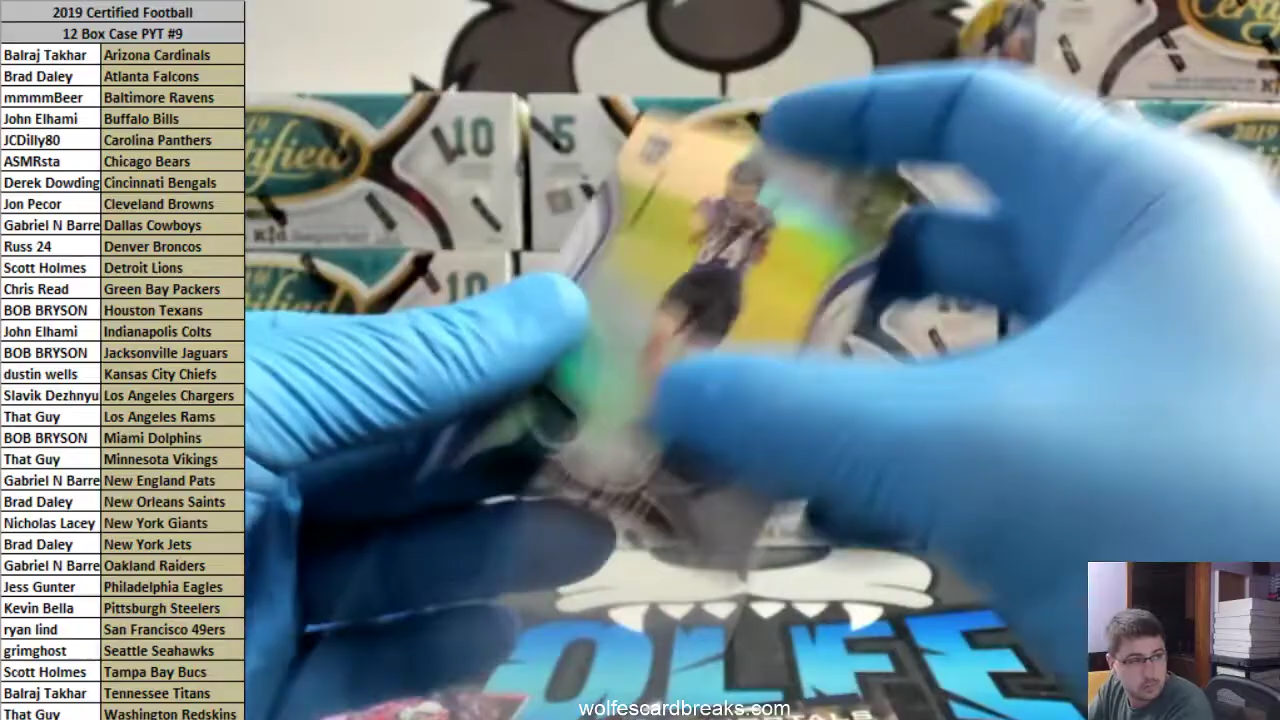 2019 Certified Football
12 Box Case PYT #9
Balraj Takhar Arizona Cardinals
Brad Daley Atlanta Falcons
mmmmBeer Baltimore Ravens
John Elhami Buffalo Bills
JCDilly80 Carolina Panthers
ASMRsta Chicago Bears
Derek Dowding Cincinnati Bengals
Jon Pecor Cleveland Browns
Gabriel N Barre Dallas Cowboys
Russ 24 Denver Broncos
Scott Holmes Detroit Lions
Chris Read Green Bay Packers
BOB BRYSON Houston Texans
John Elhami Indianapolis Colts
BOB BRYSON Jacksonville Jaguars
dustin wells Kansas City Chiefs
Slavik Dezhnyu Los Angeles Chargers
That Guy Los Angeles Rams
BOB BRYSON Miami Dolphins
That Guy Minnesota Vikings
Gabriel N Barre New England Pats
Brad Daley New Orleans Saints
Nicholas Lacey New York Giants
Brad Daley New York Jets
Gabriel N Barre Oakland Raiders
Jess Gunter Philadelphia Eagles
Kevin Bella Pittsburgh Steelers
ryan lind San Francisco 49ers
grimghost Seattle Seahawks
Scott Holmes Tampa Bay Bucs
Balraj Takhar Tennessee Titans
That Guy Washington Redskins
10
5
10
OLFE
wolfescardbreaks.com